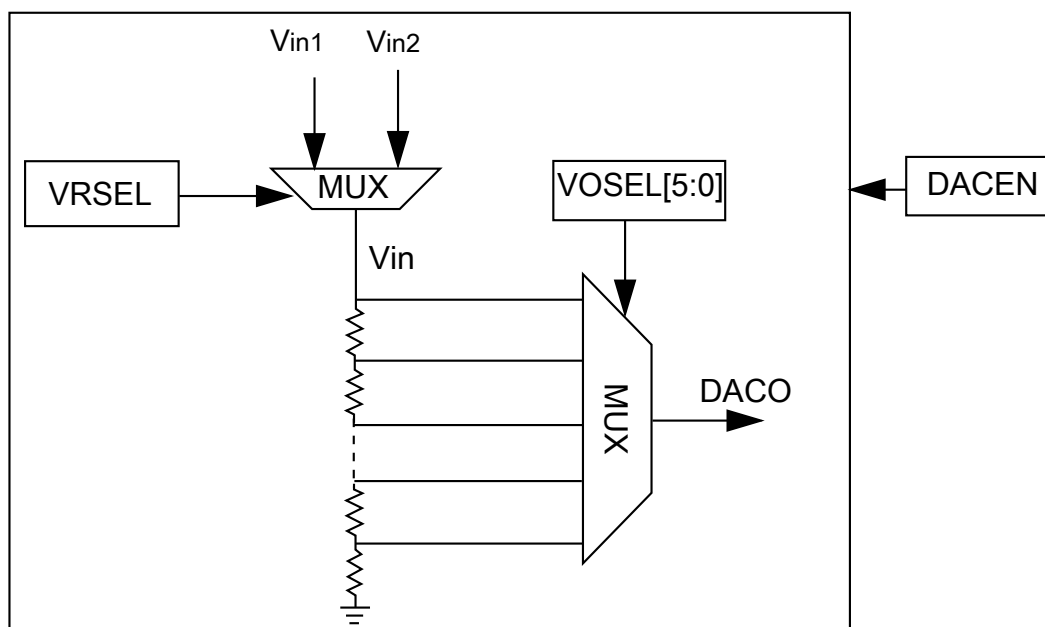 Vin1
Vin2
VRSEL
MUX
VOSEL[5:0]
DACEN
Vin
MUX
DACO